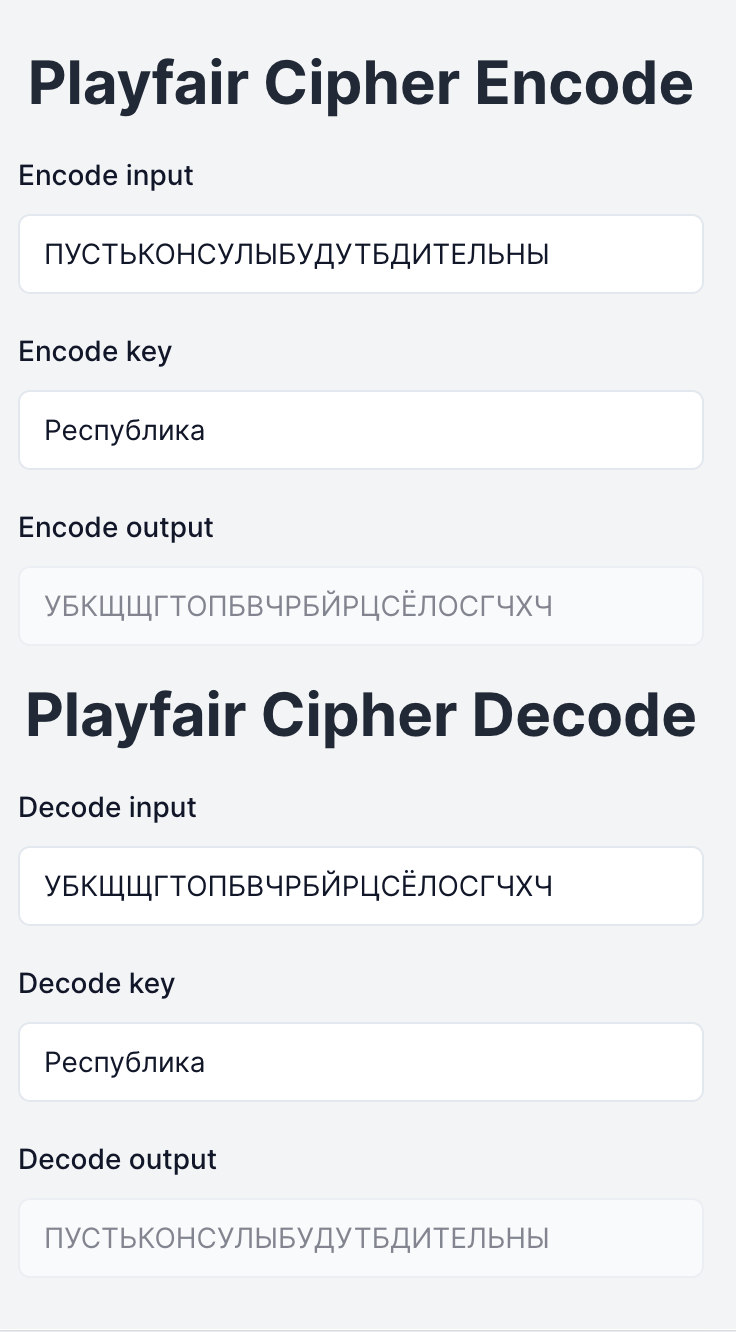 Playfair Cipher Encode
Encode input
ПУСТЬКОНСУЛЫБУДУТБДИТЕЛЬНЫ
Encode key
Республика
Encode output
УБКЩЩГТОПБВЧРБЙРЦСЁЛОСГЧХЧ
Playfair Cipher Decode
Decode input
УБКЩЩГТОПБВЧРБЙРЦСЁЛОСГЧХЧ
Decode key
Республика
Decode output
ПУСТЬКОНСУЛЫБУДУТБДИТЕЛЬНЫ